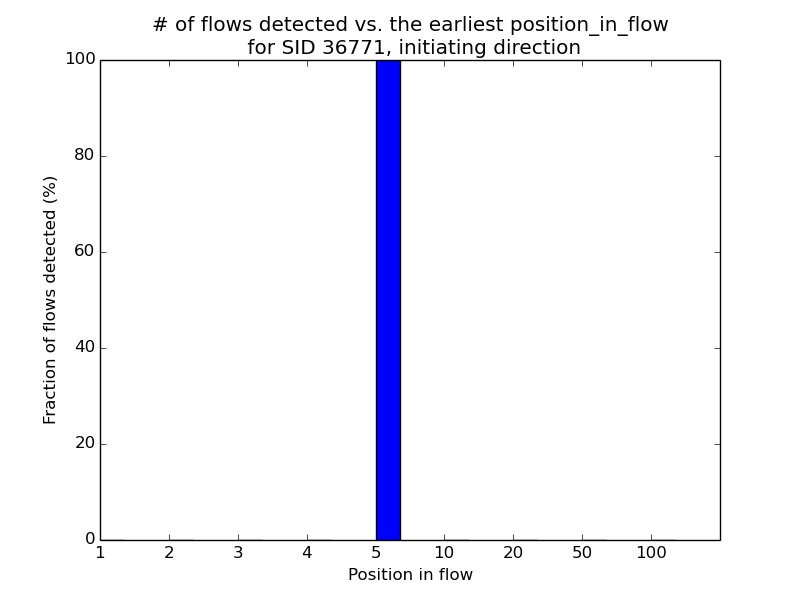 # of flows detected vs. the earliest position_in_flow
for SID 36771, initiating direction
100
80
60
40
20
0
Fraction of flows detected (%)
1 2 3 4 5 10 20 50 100
Position in flow